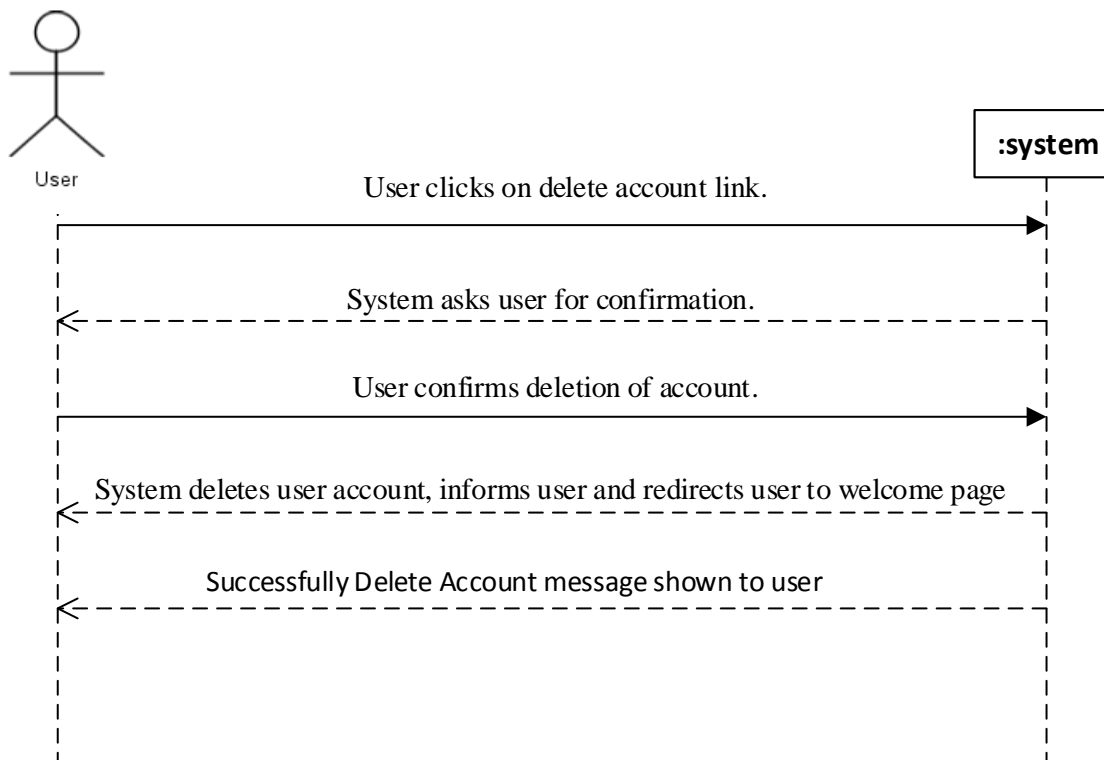 User
:system
User clicks on delete account link.
System asks user for confirmation.
User confirms deletion of account.
System deletes user account, informs user and redirects user to welcome page
Successfully Delete Account message shown to user